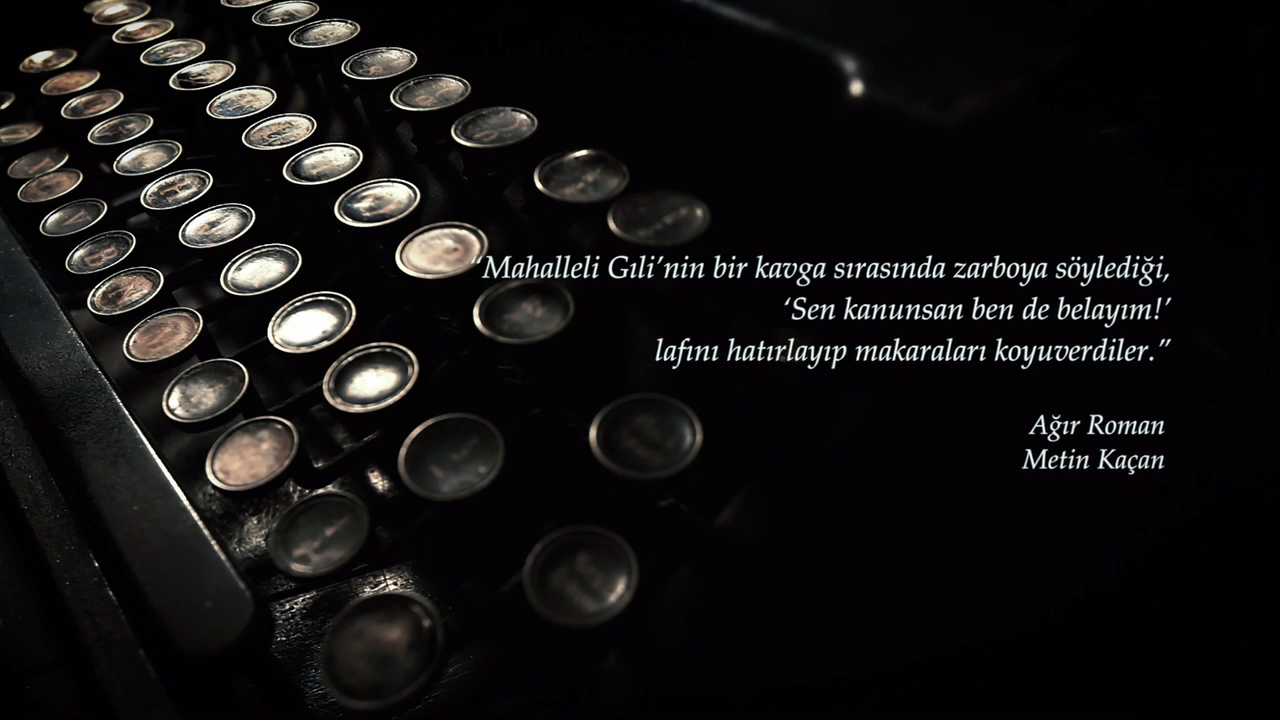 “Mahalleli Gıli’nin bir kavga sırasında zarboya söylediği,
‘Sen kanunsan ben de belayım!’
lafını hatırlayıp makaraları koyuverdiler.”
Ağır Roman
Metin Kaçan